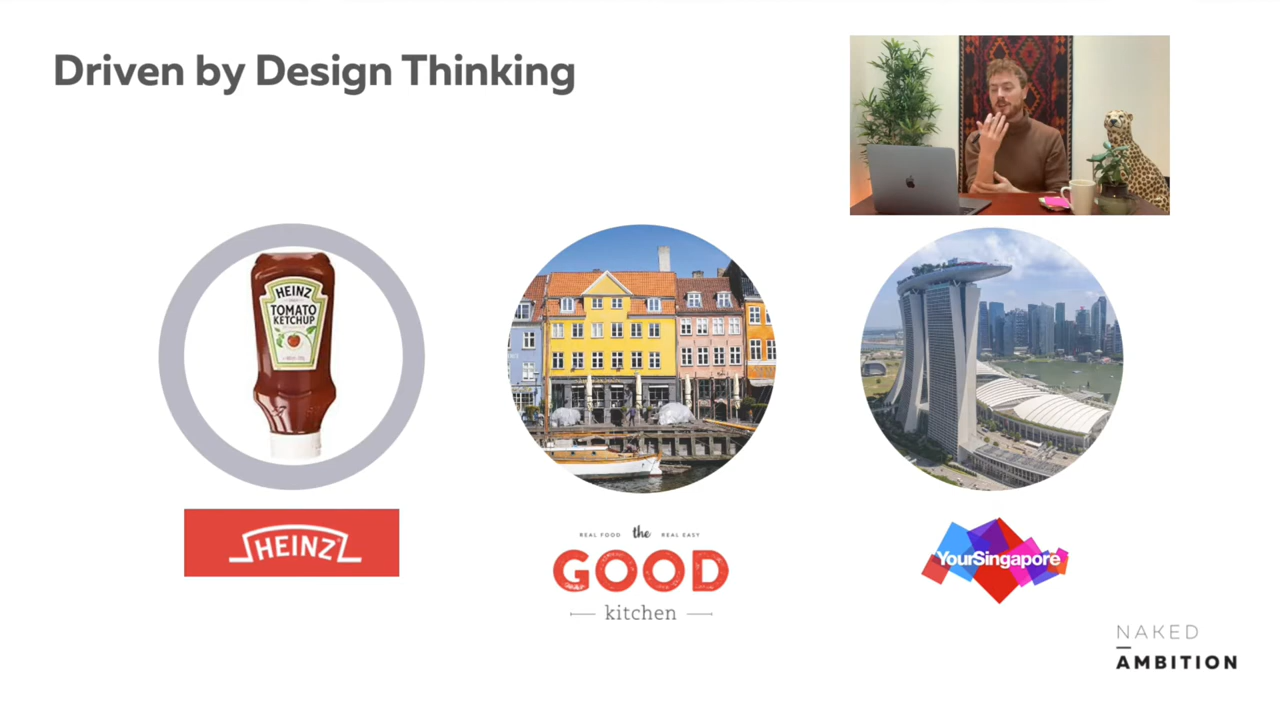 Driven by Design Thinking
HEINZ
TOMATO
KETCHUP
HEINZ
REAL FOOD the REAL EASY
GOOD
kitchen
YourSingapore
NAKED
AMBITION